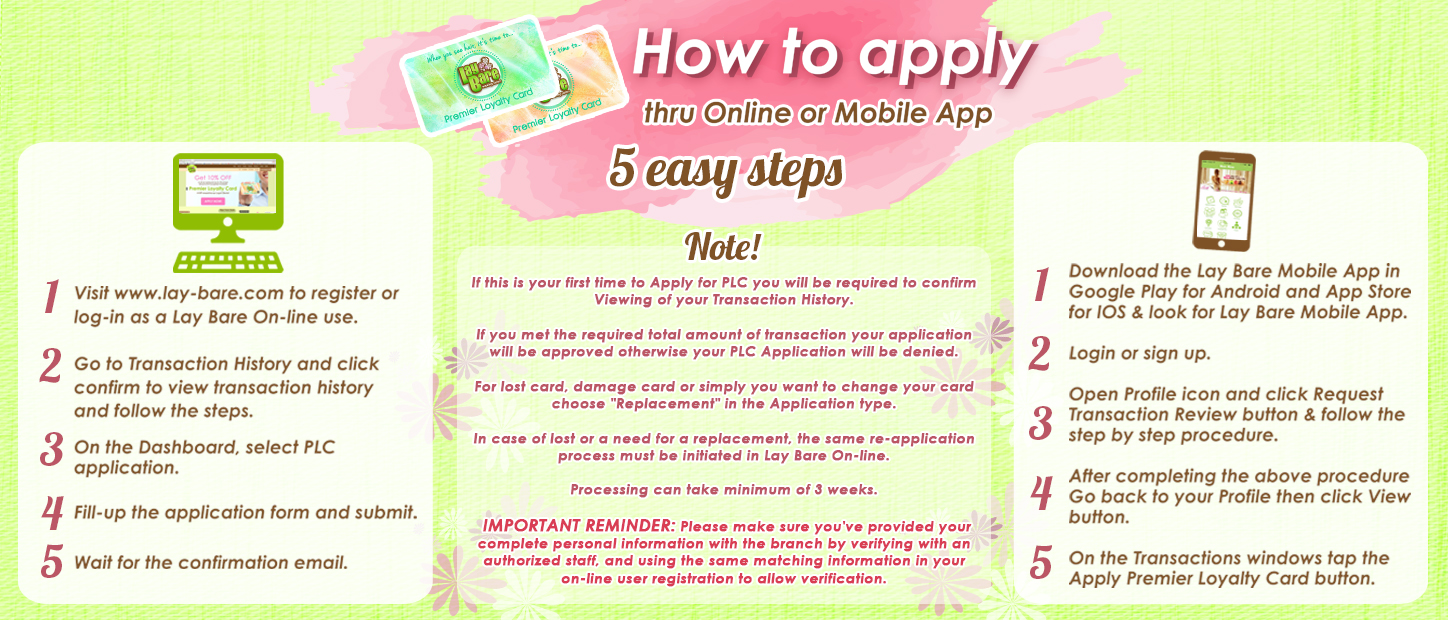 When you see hair, it's time to...
Lay
Bare
Premier Loyalty Card
it's time to...
Premier Loyalty Card
How to apply
thru Online or Mobile App
5 easy steps
Get 10% OFF
Premier Loyalty Card
1 Visit www.lay-bare.com to register or
log-in as a Lay Bare On-line use.
2 Go to Transaction History and click
confirm to view transaction history
and follow the steps.
3 On the Dashboard, select PLC
application.
4 Fill-up the application form and submit.
5 Wait for the confirmation email.
Note!
If this is your first time to Apply for PLC you will be required to confirm
Viewing of your Transaction History.
If you met the required total amount of transaction your application
will be approved otherwise your PLC Application will be denied.
For lost card, damage card or simply you want to change your card
choose "Replacement" in the Application type.
In case of lost or a need for a replacement, the same re-application
process must be initiated in Lay Bare On-line.
Processing can take minimum of 3 weeks.
IMPORTANT REMINDER: Please make sure you've provided your
complete personal information with the branch by verifying with an
authorized staff, and using the same matching information in your
on-line user registration to allow verification.
1 Download the Lay Bare Mobile App in
Google Play for Android and App Store
for IOS & look for Lay Bare Mobile App.
2 Login or sign up.
3 Open Profile icon and click Request
Transaction Review button & follow the
step by step procedure.
4 After completing the above procedure
Go back to your Profile then click View
button.
5 On the Transactions windows tap the
Apply Premier Loyalty Card button.